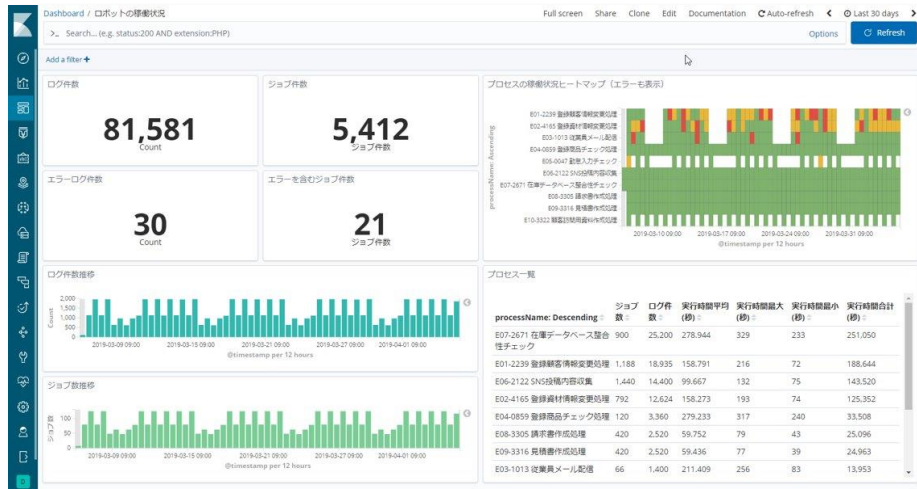 Dashboard / ロボットの稼働状況
Full screen Share Clone Edit Documentation Auto-refresh Last 30 days
>_ Search... (e.g. status:200 AND extension:PHP)
Options Refresh
Add a filter +
ログ件数
81,581
Count
ジョブ件数
5,412
ジョブ件数
エラーログ件数
30
Count
エラーを含むジョブ件数
21
ジョブ件数
プロセスの稼働状況ヒートマップ（エラーも表示）
processName: Ascending
E01-2239 登録顧客情報変更処理
E02-4165 登録資材情報変更処理
E03-1013 従業員メール配信
E04-0859 登録商品チェック処理
E06-0047 勤怠入力チェック
E06-2122 SNS投稿内容収集
E07-2671 在庫データベース整合性チェック
E08-3305 請求書作成処理
E09-3316 見積書作成処理
E10-3322 顧客訪問用資料作成処理
2019-03-10 09:00 2019-03-17 09:00 2019-03-24 09:00 2019-03-31 09:00
@timestamp per 12 hours
ログ件数推移
Count
2,000
1,500
1,000
500
0
2019-03-09 09:00 2019-03-15 09:00 2019-03-21 09:00 2019-03-27 09:00 2019-04-01 09:00
@timestamp per 12 hours
ジョブ数推移
ジョブ数
100
50
0
2019-03-09 09:00 2019-03-15 09:00 2019-03-21 09:00 2019-03-27 09:00 2019-04-01 09:00
@timestamp per 12 hours
プロセス一覧
processName: Descending ジョブ数 ログ件数 実行時間平均(秒) 実行時間最大(秒) 実行時間最小(秒) 実行時間合計(秒)
E07-2671 在庫データベース整合性チェック 900 25,200 278.944 329 233 251,050
E01-2239 登録顧客情報変更処理 1,188 18,935 158.791 216 72 188,644
E06-2122 SNS投稿内容収集 1,440 14,400 99.667 132 75 143,520
E02-4165 登録資材情報変更処理 792 12,624 158.273 193 74 125,352
E04-0859 登録商品チェック処理 120 3,360 279.233 317 240 33,508
E08-3305 請求書作成処理 420 2,520 59.752 79 43 25,096
E09-3316 見積書作成処理 420 2,520 59.436 77 39 24,963
E03-1013 従業員メール配信 66 1,400 211.409 256 83 13,953